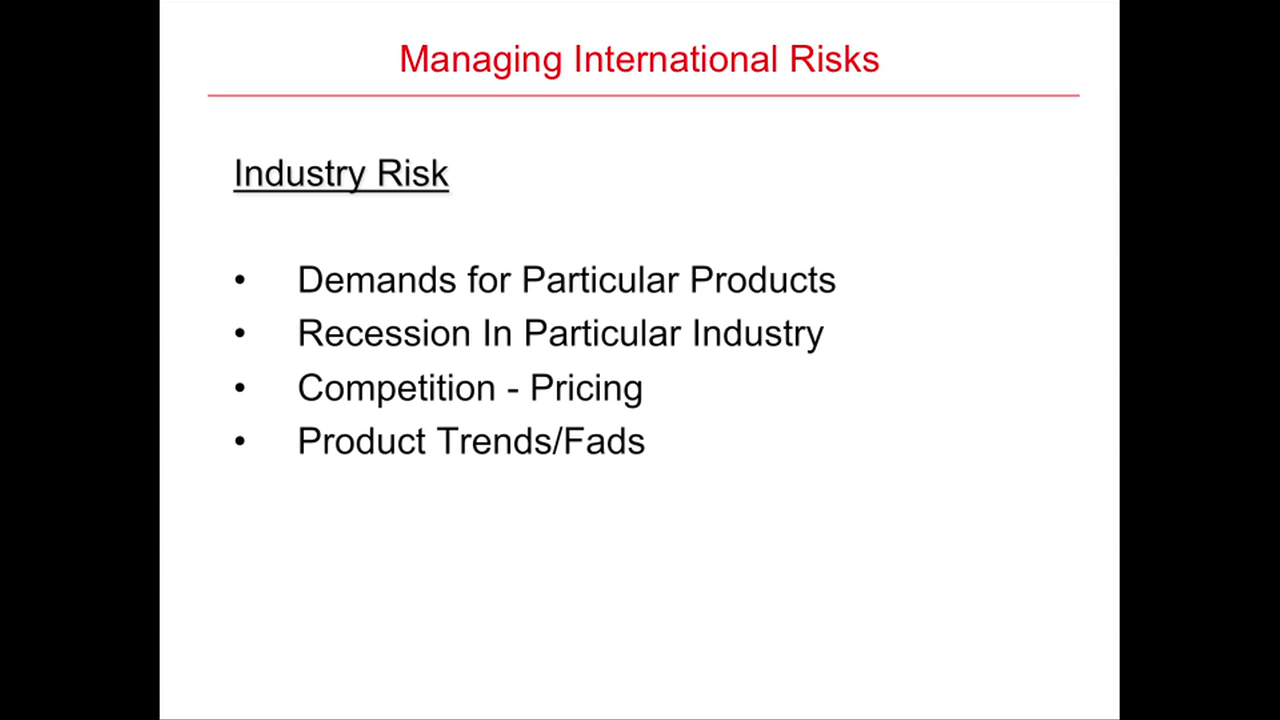 Managing International Risks
Industry Risk
• Demands for Particular Products
• Recession In Particular Industry
• Competition - Pricing
• Product Trends/Fads